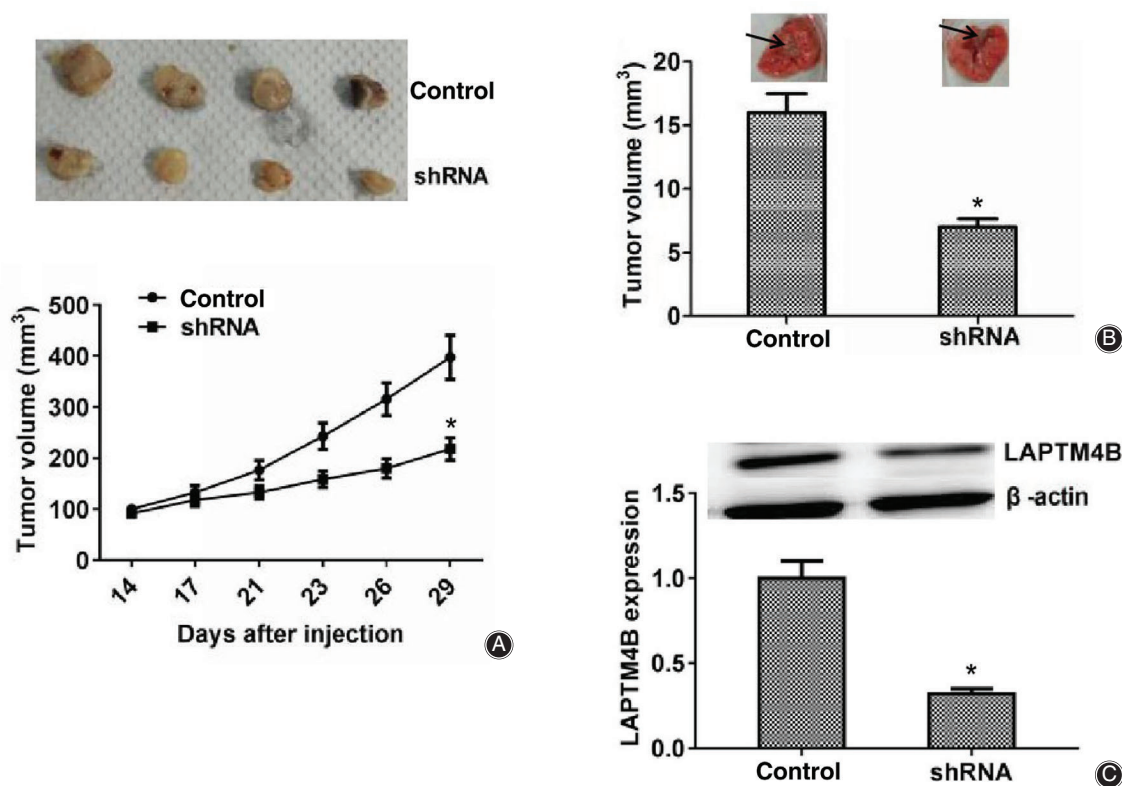 Control
shRNA
Control
shRNA
Tumor volume (mm3)
500
400
300
200
100
0
*
14 17 21 23 26 29
Days after injection
A
Tumor volume (mm3)
20
15
10
5
0
*
Control shRNA
B
LAPTM4B
β -actin
LAPTM4B expression
1.5
1.0
0.5
0.0
*
Control shRNA
C